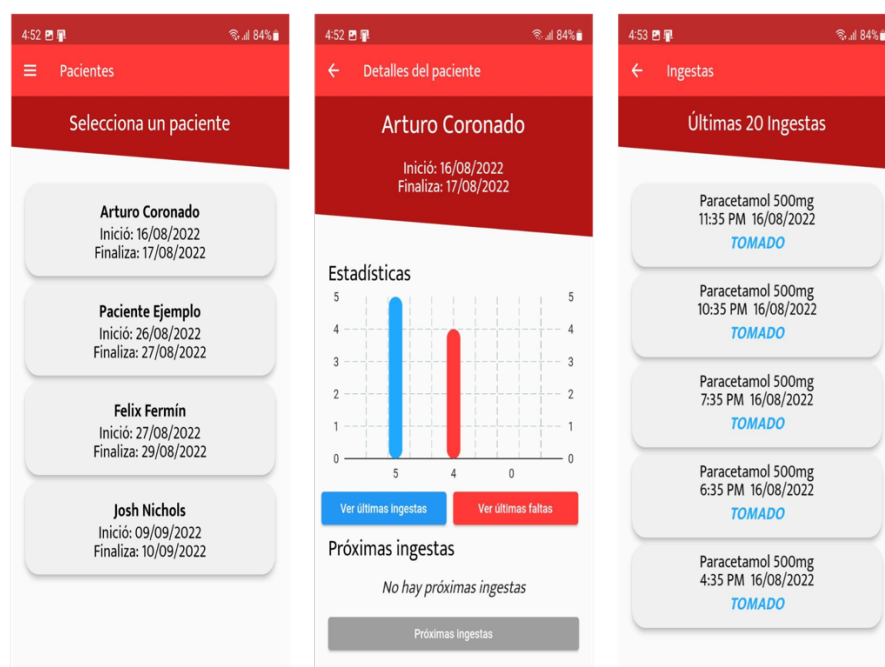 4:52
84%
Pacientes
Selecciona un paciente
Arturo Coronado
Inició: 16/08/2022
Finaliza: 17/08/2022
Paciente Ejemplo
Inició: 26/08/2022
Finaliza: 27/08/2022
Felix Fermín
Inició: 27/08/2022
Finaliza: 29/08/2022
Josh Nichols
Inició: 09/09/2022
Finaliza: 10/09/2022
4:52
84%
Detalles del paciente
Arturo Coronado
Inició: 16/08/2022
Finaliza: 17/08/2022
Estadísticas
5 5
4 4
3 3
2 2
1 1
0 0
5 4 0
Ver últimas ingestas
Ver últimas faltas
Próximas ingestas
No hay próximas ingestas
Próximas Ingestas
4:53
84%
Ingestas
Últimas 20 Ingestas
Paracetamol 500mg
11:35 PM 16/08/2022
TOMADO
Paracetamol 500mg
10:35 PM 16/08/2022
TOMADO
Paracetamol 500mg
7:35 PM 16/08/2022
TOMADO
Paracetamol 500mg
6:35 PM 16/08/2022
TOMADO
Paracetamol 500mg
4:35 PM 16/08/2022
TOMADO